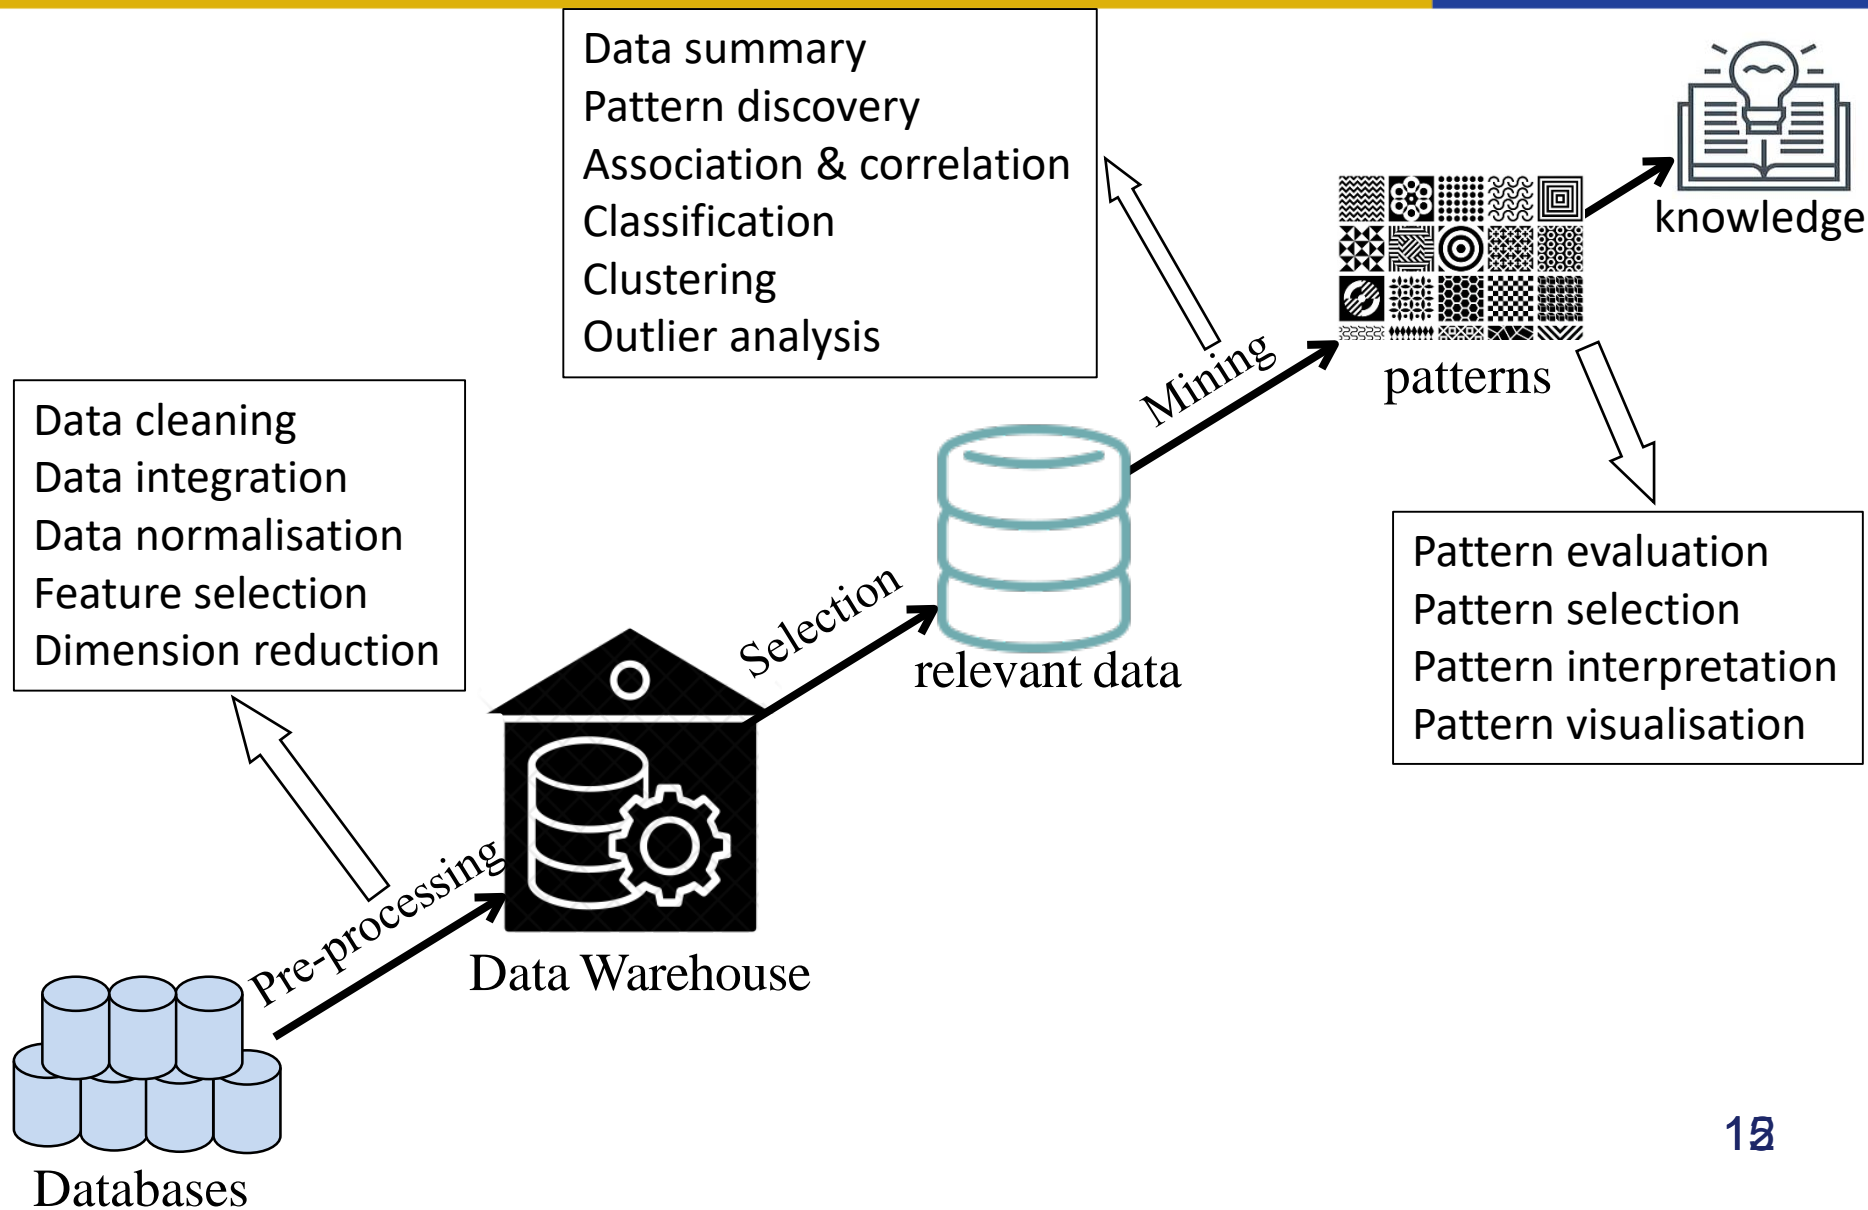 Data summary
Pattern discovery
Association & correlation
Classification
Clustering
Outlier analysis
knowledge
Mining
patterns
Data cleaning
Data integration
Data normalisation
Feature selection
Dimension reduction
Selection
relevant data
Pattern evaluation
Pattern selection
Pattern interpretation
Pattern visualisation
Pre-processing
Data Warehouse
Databases